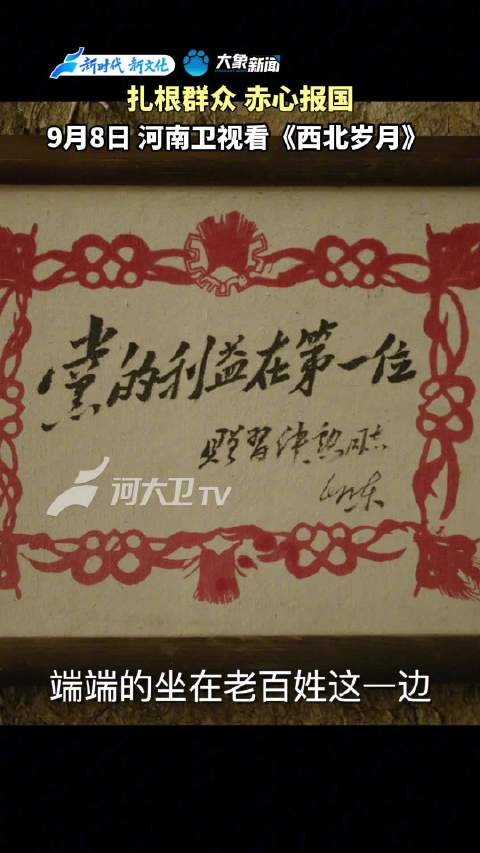 新时代 新文化 大象新闻
扎根群众 赤心报国
9月8日 河南卫视看《西北岁月》
党的利益在第一位
同志
河大卫TV
端端的坐在老百姓这一边